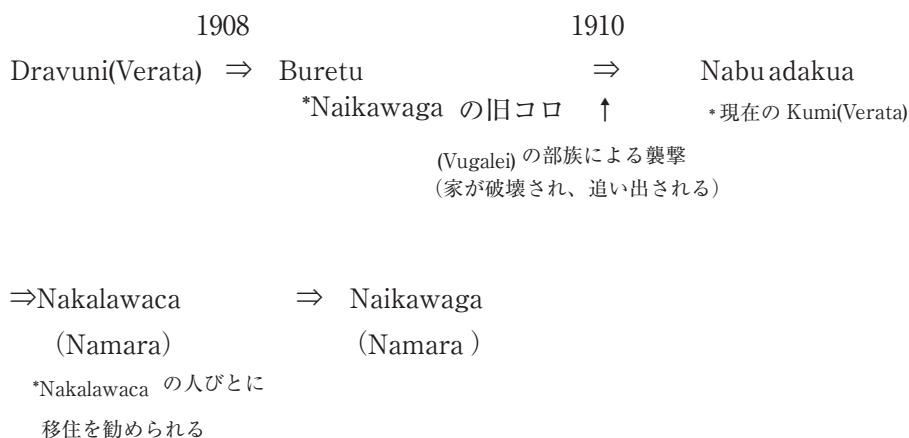 1908 1910
Dravuni(Verata) ⇒ Buretu ⇒ Nabuadakua
*Naikawaga の旧コロ ↑ *現在の Kumi(Verata)
(Vugalei) の部族による襲撃
(家が破壊され、追い出される)
⇒Nakalawaca ⇒ Naikawaga
(Namara) (Namara)
*Nakalawaca の人びとに
移住を勧められる